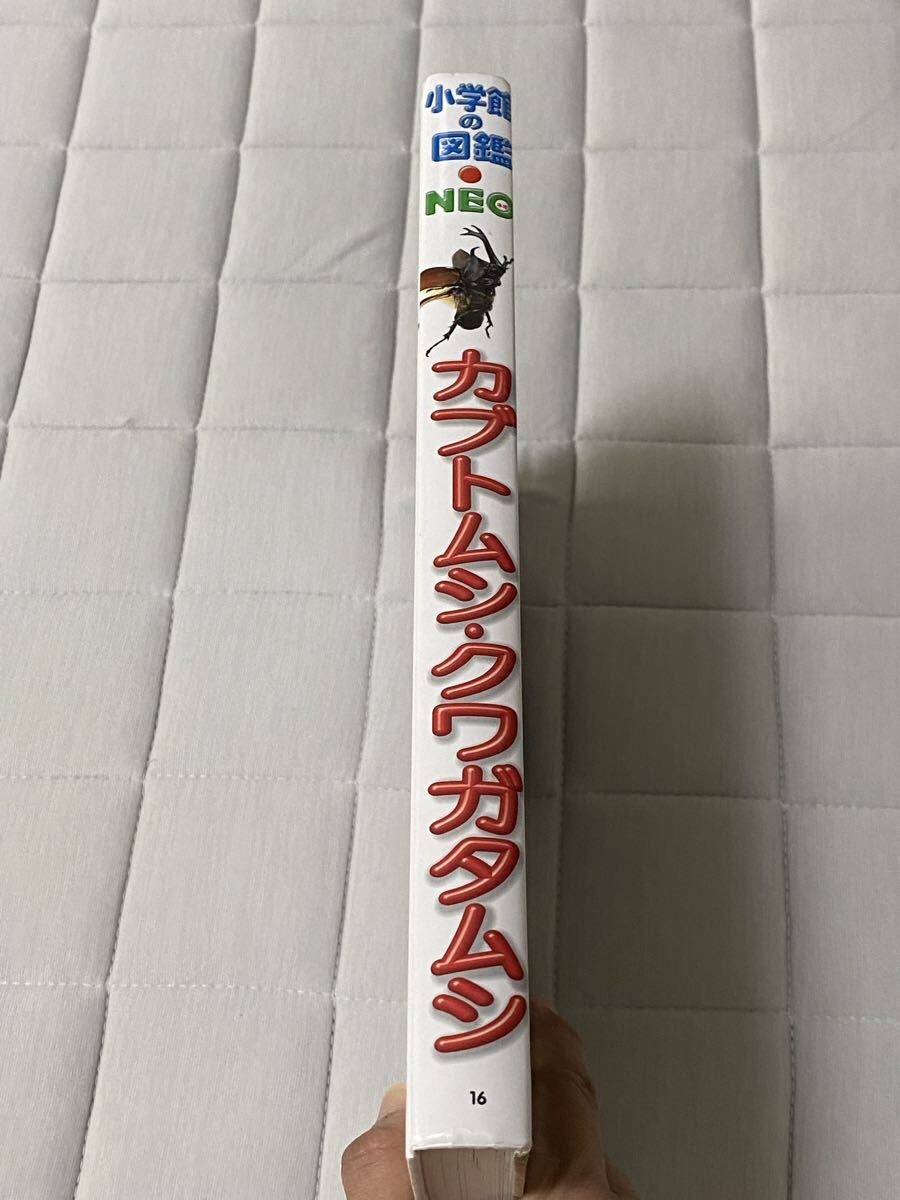 小学館
の
図鑑
NEO
カブトムシ・クワガタムシ
16